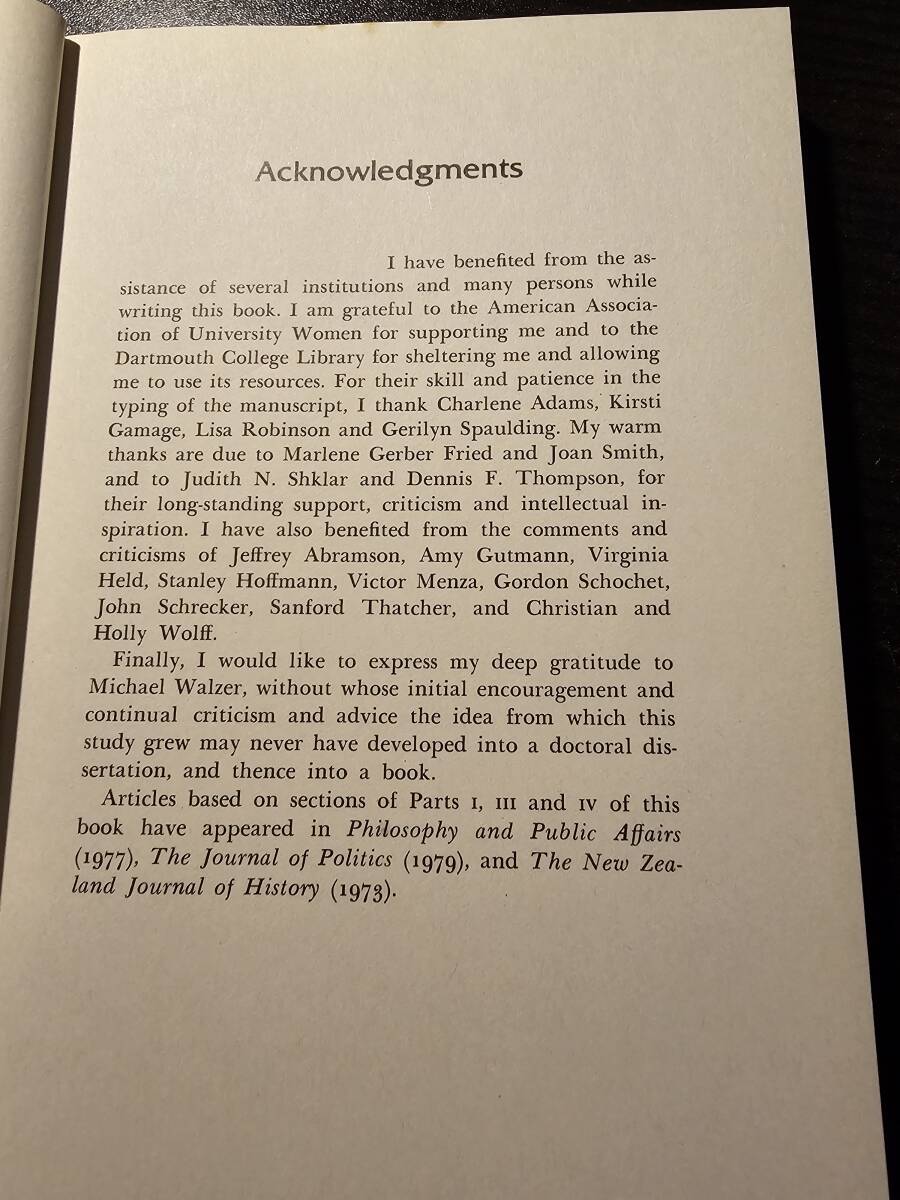 Acknowledgments
I have benefited from the as-
sistance of several institutions and many persons while
writing this book. I am grateful to the American Associa-
tion of University Women for supporting me and to the
Dartmouth College Library for sheltering me and allowing
me to use its resources. For their skill and patience in the
typing of the manuscript, I thank Charlene Adams, Kirsti
Gamage, Lisa Robinson and Gerilyn Spaulding. My warm
thanks are due to Marlene Gerber Fried and Joan Smith,
and to Judith N. Shklar and Dennis F. Thompson, for
their long-standing support, criticism and intellectual in-
spiration. I have also benefited from the comments and
criticisms of Jeffrey Abramson, Amy Gutmann, Virginia
Held, Stanley Hoffmann, Victor Menza, Gordon Schochet,
John Schrecker, Sanford Thatcher, and Christian and
Holly Wolff.
Finally, I would like to express my deep gratitude to
Michael Walzer, without whose initial encouragement and
continual criticism and advice the idea from which this
study grew may never have developed into a doctoral dis-
sertation, and thence into a book.
Articles based on sections of Parts I, III and IV of this
book have appeared in Philosophy and Public Affairs
(1977), The Journal of Politics (1979), and The New Zea-
land Journal of History (1973).